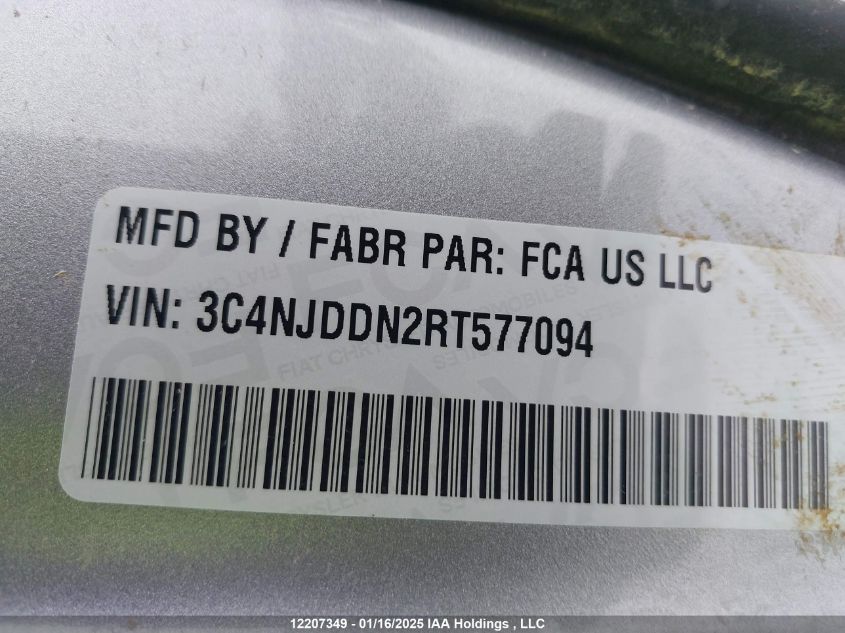 MFD BY / FABR PAR: FCA US LLC
VIN: 3C4NJDDN2RT577094
12207349 - 01/16/2025 IAA Holdings , LLC